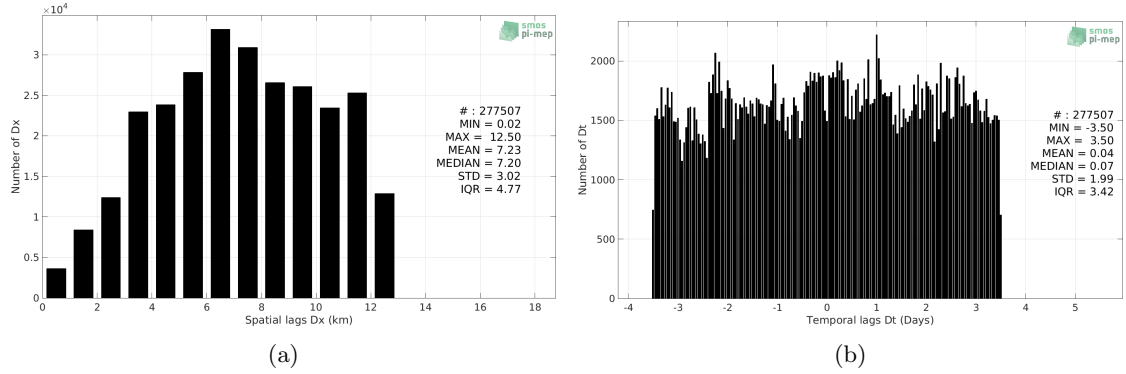 ×10⁴
smos
pi-mep
3
2.5
2
1.5
1
0.5
0
Number of Dx
# : 277507
MIN = 0.02
MAX = 12.50
MEAN = 7.23
MEDIAN = 7.20
STD = 3.02
IQR = 4.77
0 2 4 6 8 10 12 14 16 18
Spatial lags Dx (km)
(a)
smos
pi-mep
2000
1500
1000
500
0
Number of Dt
# : 277507
MIN = -3.50
MAX = 3.50
MEAN = 0.04
MEDIAN = 0.07
STD = 1.99
IQR = 3.42
-4 -3 -2 -1 0 1 2 3 4 5
Temporal lags Dt (Days)
(b)